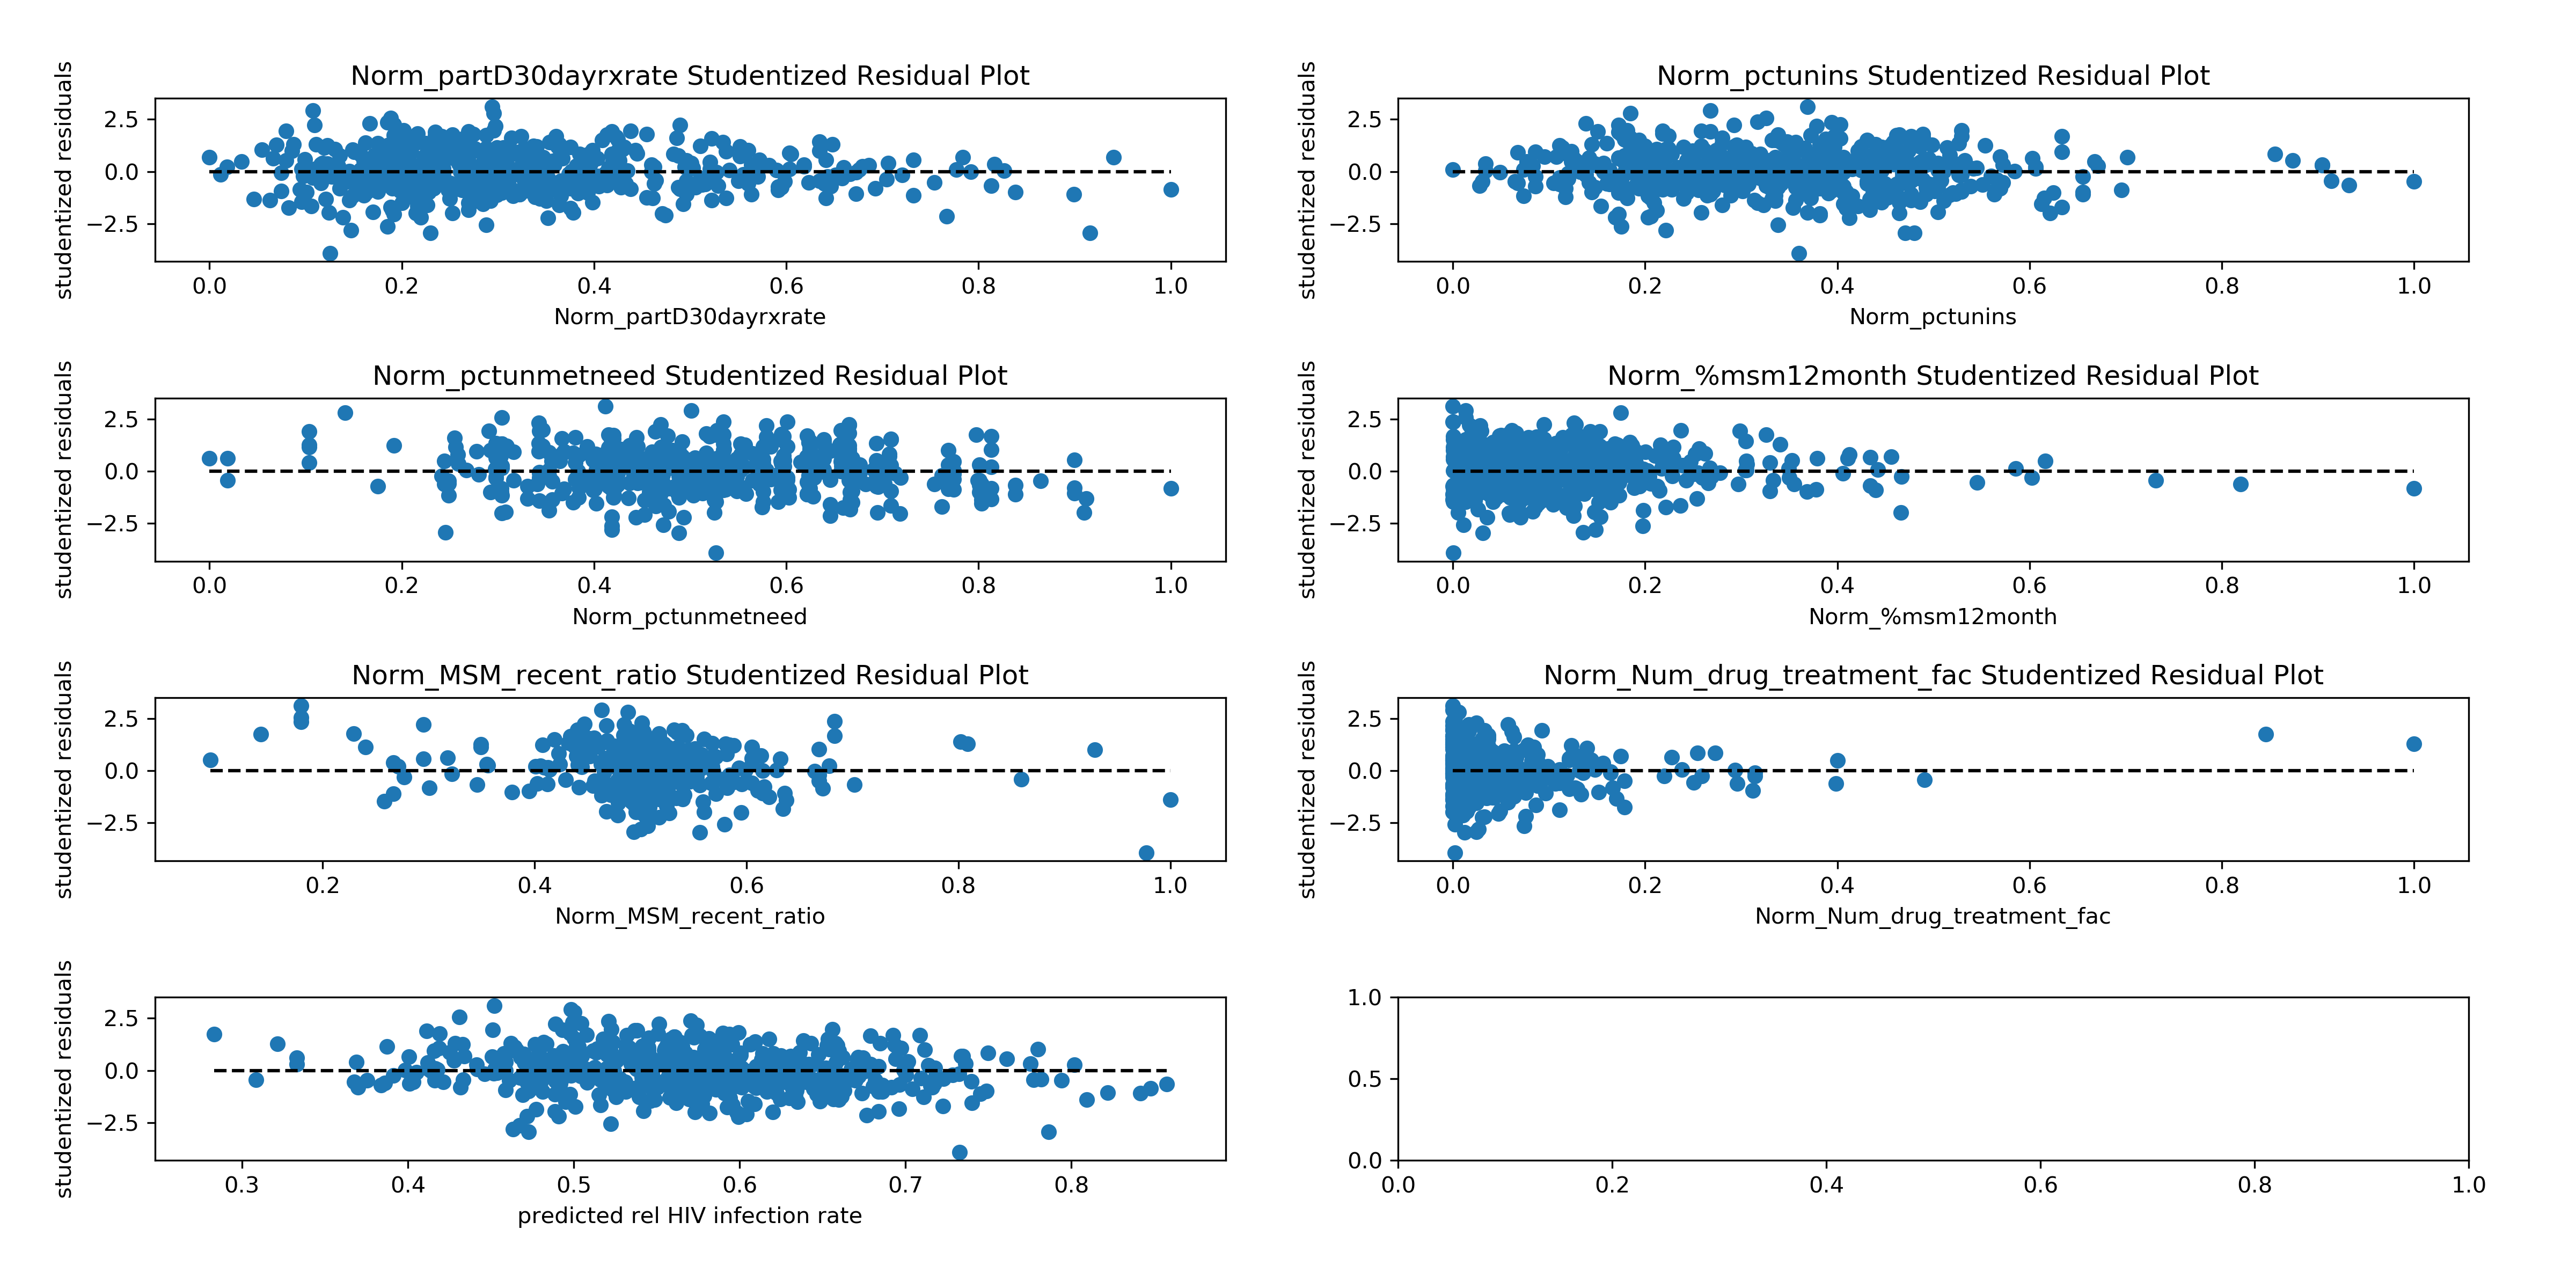 Norm_partD30dayrxrate Studentized Residual Plot
studentized residuals
2.5
0.0
−2.5
0.0 0.2 0.4 0.6 0.8 1.0
Norm_partD30dayrxrate
Norm_pctunins Studentized Residual Plot
studentized residuals
2.5
0.0
−2.5
0.0 0.2 0.4 0.6 0.8 1.0
Norm_pctunins
Norm_pctunmetneed Studentized Residual Plot
studentized residuals
2.5
0.0
−2.5
0.0 0.2 0.4 0.6 0.8 1.0
Norm_pctunmetneed
Norm_%msm12month Studentized Residual Plot
studentized residuals
2.5
0.0
−2.5
0.0 0.2 0.4 0.6 0.8 1.0
Norm_%msm12month
Norm_MSM_recent_ratio Studentized Residual Plot
studentized residuals
2.5
0.0
−2.5
0.2 0.4 0.6 0.8 1.0
Norm_MSM_recent_ratio
Norm_Num_drug_treatment_fac Studentized Residual Plot
studentized residuals
2.5
0.0
−2.5
0.0 0.2 0.4 0.6 0.8 1.0
Norm_Num_drug_treatment_fac
studentized residuals
2.5
0.0
−2.5
0.3 0.4 0.5 0.6 0.7 0.8
predicted rel HIV infection rate
1.0
0.5
0.0
0.0 0.2 0.4 0.6 0.8 1.0